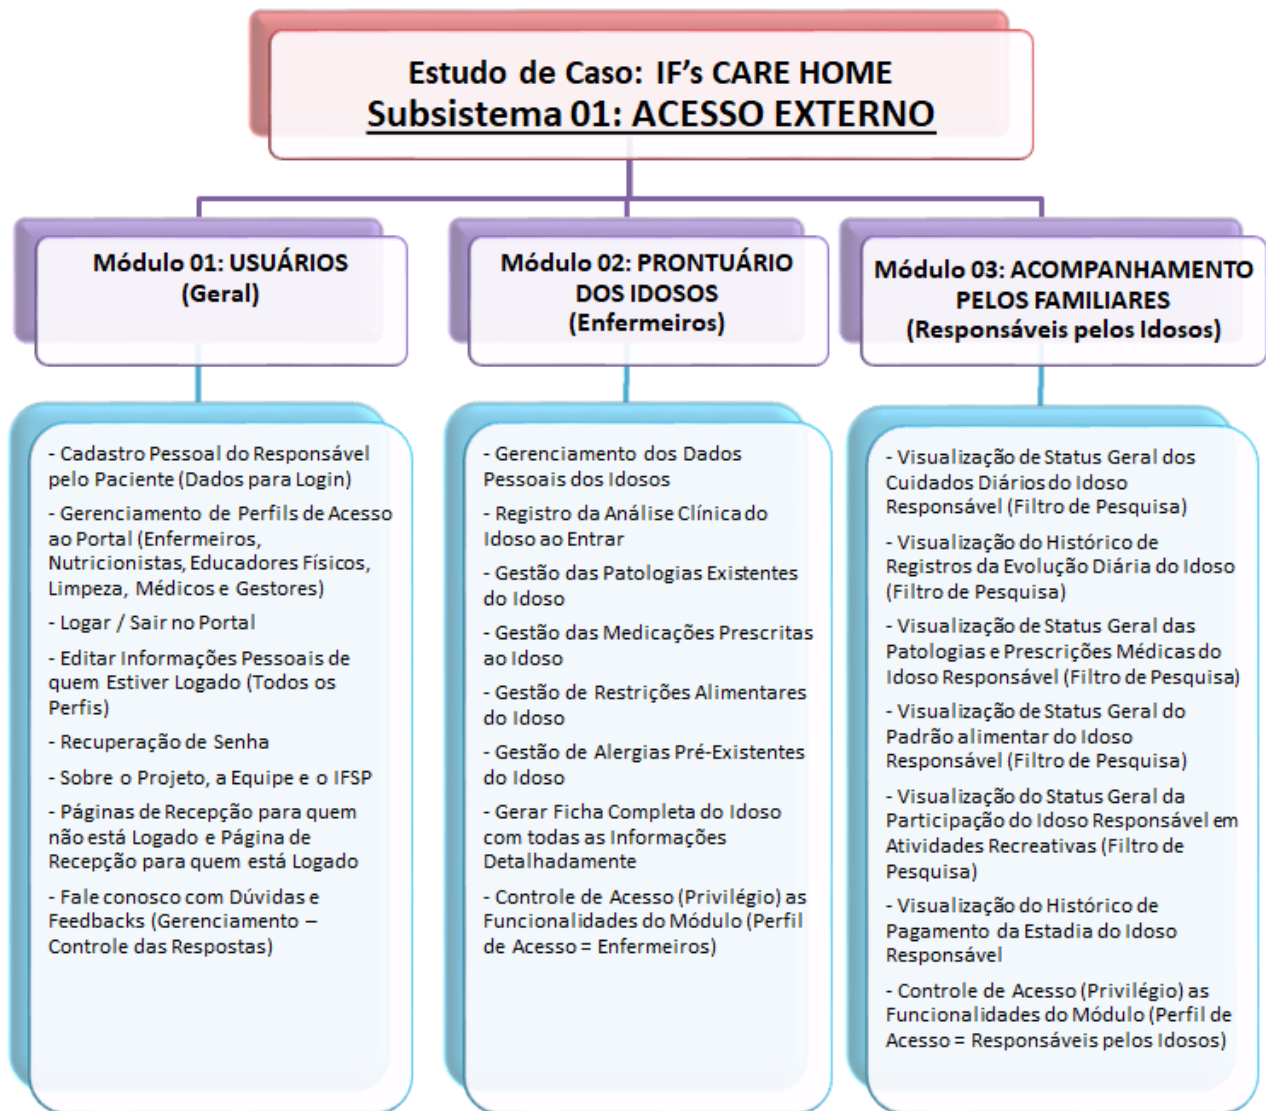 Estudo de Caso: IF's CARE HOME
Subsistema 01: ACESSO EXTERNO
Módulo 01: USUÁRIOS
(Geral)
- Cadastro Pessoal do Responsável
pelo Paciente (Dados para Login)
- Gerenciamento de Perfils de Acesso
ao Portal (Enfermeiros,
Nutricionistas, Educadores Físicos,
Limpeza, Médicos e Gestores)
- Logar / Sair no Portal
- Editar Informações Pessoais de
quem Estiver Logado (Todos os
Perfis)
- Recuperação de Senha
- Sobre o Projeto, a Equipe e o IFSP
- Páginas de Recepção para quem
não está Logado e Página de
Recepção para quem está Logado
- Fale conosco com Dúvidas e
Feedbacks (Gerenciamento –
Controle das Respostas)
Módulo 02: PRONTUÁRIO
DOS IDOSOS
(Enfermeiros)
- Gerenciamento dos Dados
Pessoais dos Idosos
- Registro da Análise Clínica do
Idoso ao Entrar
- Gestão das Patologias Existentes
do Idoso
- Gestão das Medicações Prescritas
ao Idoso
- Gestão de Restrições Alimentares
do Idoso
- Gestão de Alergias Pré-Existentes
do Idoso
- Gerar Ficha Completa do Idoso
com todas as Informações
Detalhadamente
- Controle de Acesso (Privilégio) as
Funcionalidades do Módulo (Perfil
de Acesso = Enfermeiros)
Módulo 03: ACOMPANHAMENTO
PELOS FAMILIARES
(Responsáveis pelos Idosos)
- Visualização de Status Geral dos
Cuidados Diários do Idoso
Responsável (Filtro de Pesquisa)
- Visualização do Histórico de
Registros da Evolução Diária do Idoso
(Filtro de Pesquisa)
- Visualização de Status Geral das
Patologias e Prescrições Médicas do
Idoso Responsável (Filtro de Pesquisa)
- Visualização de Status Geral do
Padrão alimentar do Idoso
Responsável (Filtro de Pesquisa)
- Visualização do Status Geral da
Participação do Idoso Responsável em
Atividades Recreativas (Filtro de
Pesquisa)
- Visualização do Histórico de
Pagamento da Estadia do Idoso
Responsável
- Controle de Acesso (Privilégio) as
Funcionalidades do Módulo (Perfil de
Acesso = Responsáveis pelos Idosos)